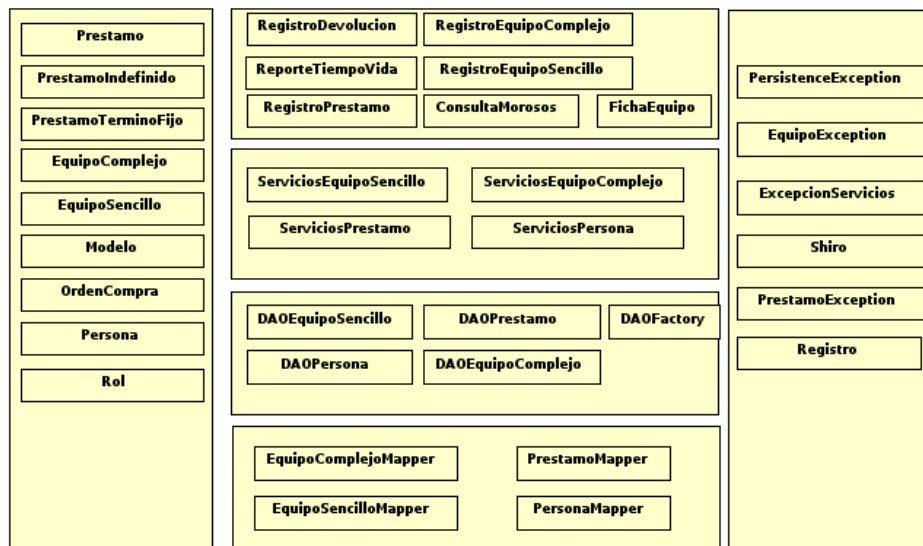 Prestamo
PrestamoIndefinido
PrestamoTerminoFijo
EquipoComplejo
EquipoSencillo
Modelo
OrdenCompra
Persona
Rol
RegistroDevolucion
RegistroEquipoComplejo
ReporteTiempoVida
RegistroEquipoSencillo
RegistroPrestamo
ConsultaMorosos
FichaEquipo
ServiciosEquipoSencillo
ServiciosEquipoComplejo
ServiciosPrestamo
ServiciosPersona
DAOEquipoSencillo
DAOPrestamo
DAOFactory
DAOPersona
DAOEquipoComplejo
EquipoComplejoMapper
PrestamoMapper
EquipoSencilloMapper
PersonaMapper
PersistenceException
EquipoException
ExcepcionServicios
Shiro
PrestamoException
Registro